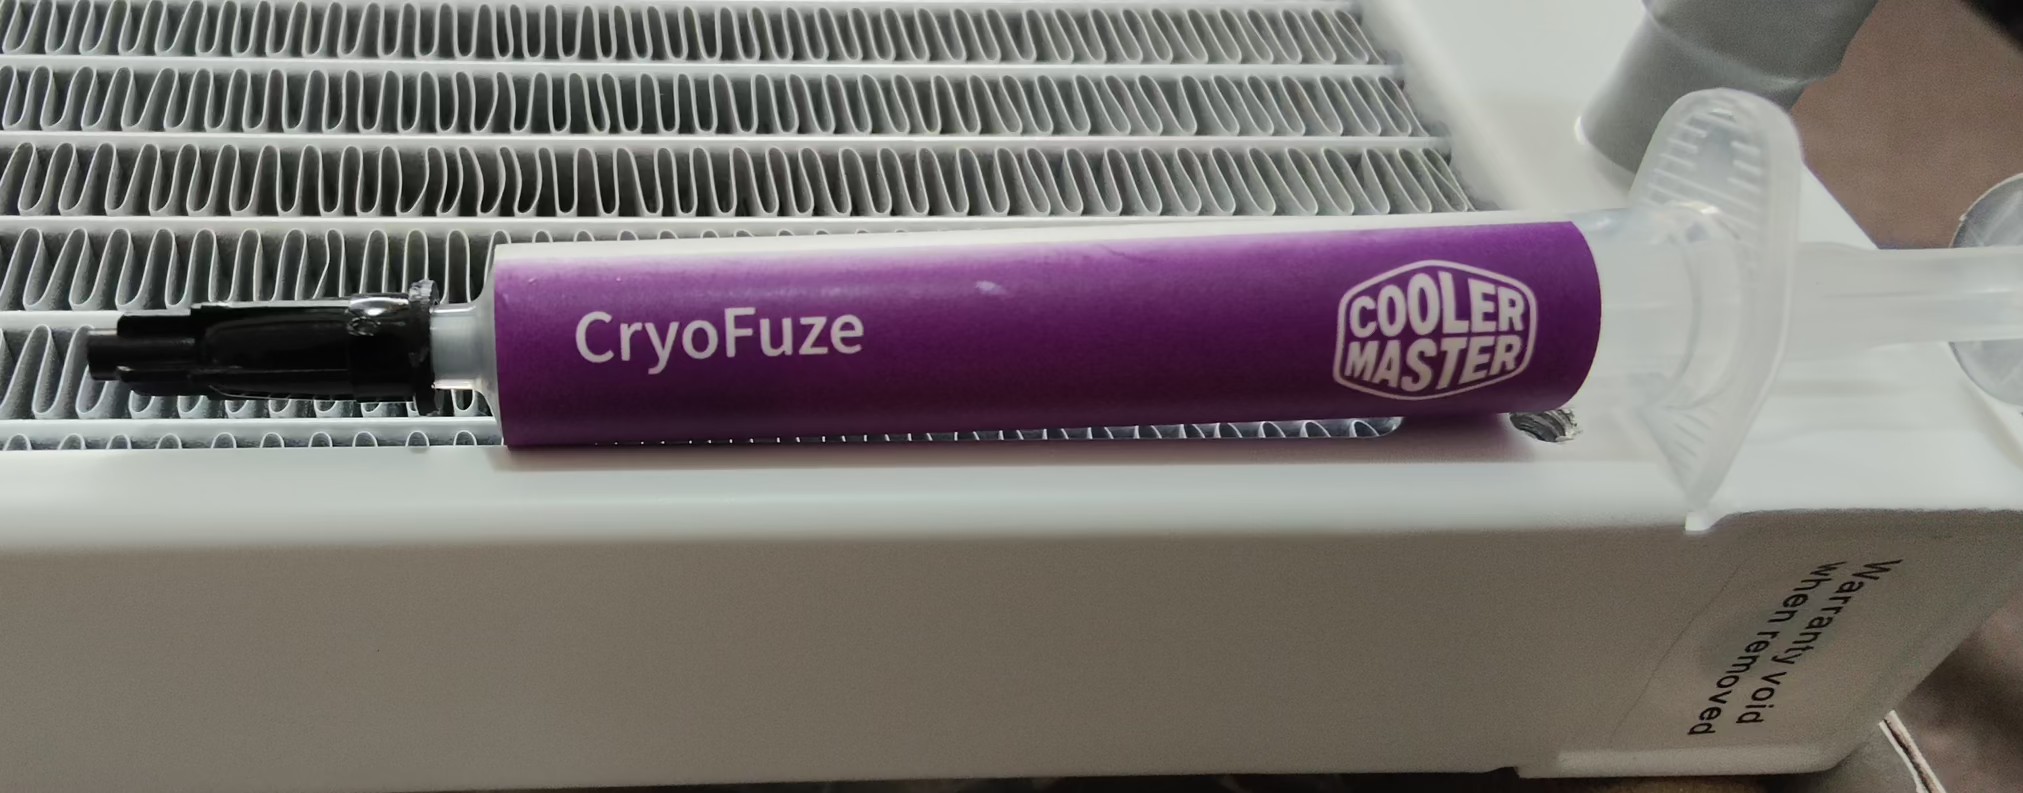 CryoFuze
COOLER
MASTER
Warranty void
when removed